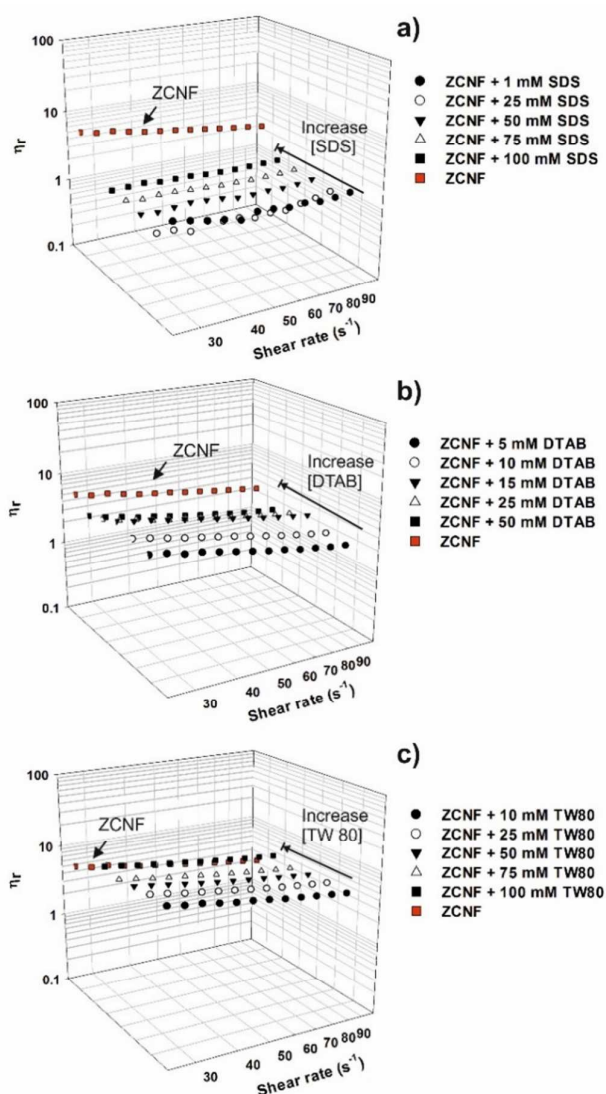 a)
100
10
1
0.1
ηr
ZCNF
Increase
[SDS]
30 40 50 60 70 80 90
Shear rate (s-1)
ZCNF + 1 mM SDS
ZCNF + 25 mM SDS
ZCNF + 50 mM SDS
ZCNF + 75 mM SDS
ZCNF + 100 mM SDS
ZCNF
b)
100
10
1
0.1
ηr
ZCNF
Increase
[DTAB]
30 40 50 60 70 80 90
Shear rate (s-1)
ZCNF + 5 mM DTAB
ZCNF + 10 mM DTAB
ZCNF + 15 mM DTAB
ZCNF + 25 mM DTAB
ZCNF + 50 mM DTAB
ZCNF
c)
100
10
1
0.1
ηr
ZCNF
Increase
[TW 80]
30 40 50 60 70 80 90
Shear rate (s-1)
ZCNF + 10 mM TW80
ZCNF + 25 mM TW80
ZCNF + 50 mM TW80
ZCNF + 75 mM TW80
ZCNF + 100 mM TW80
ZCNF